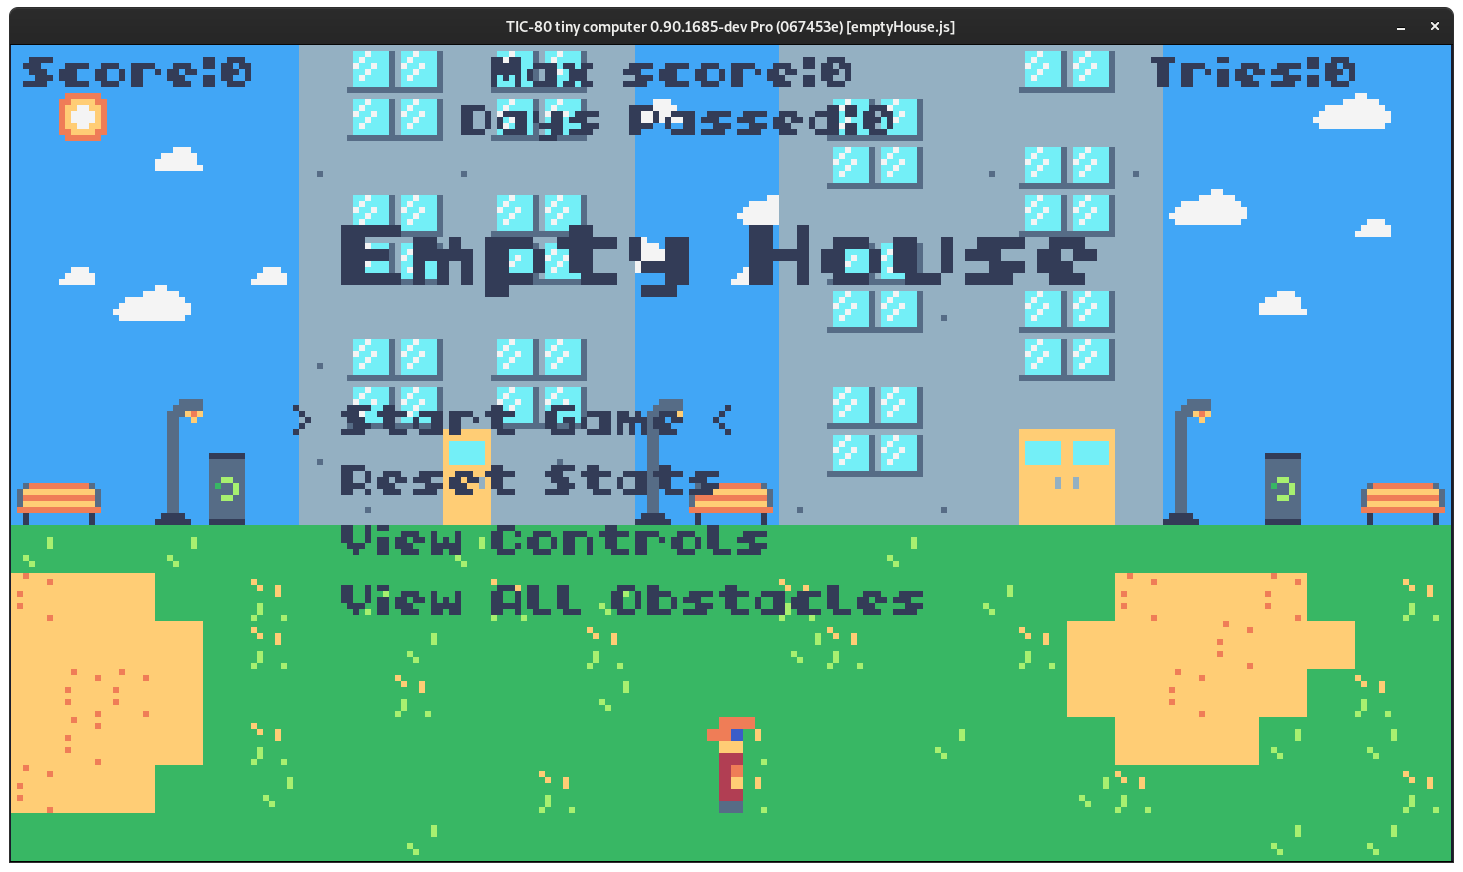 TIC-80 tiny computer 0.90.1685-dev Pro (067453e) [emptyHouse.js]
Score:0 Max score:0 Tries:0
Days Passed:0
Empty House
> Start Game <
Reset Stats
View Controls
View All Obstacles